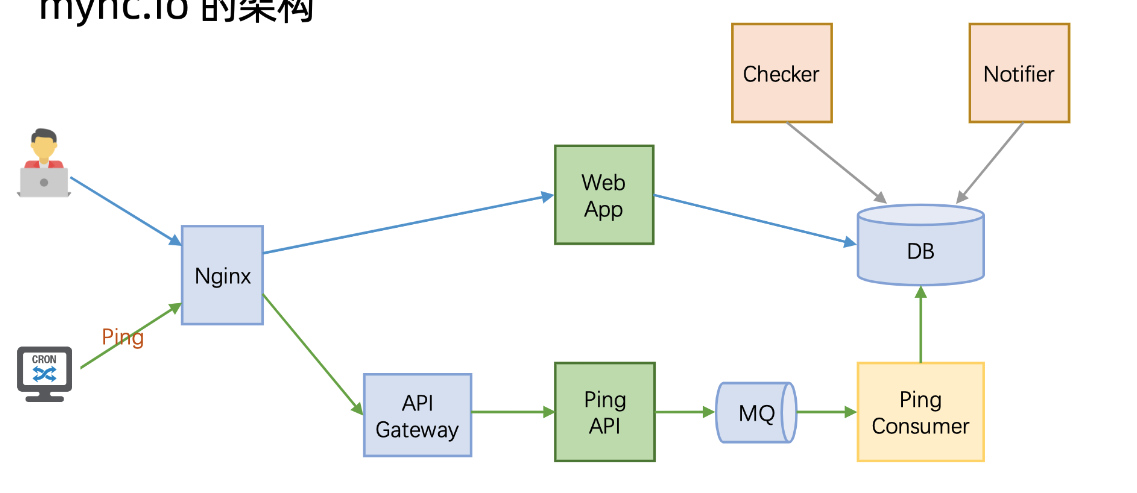 mync.io 的架构
Checker
Notifier
Web
App
DB
Nginx
Ping
CRON
API
Gateway
Ping
API
MQ
Ping
Consumer